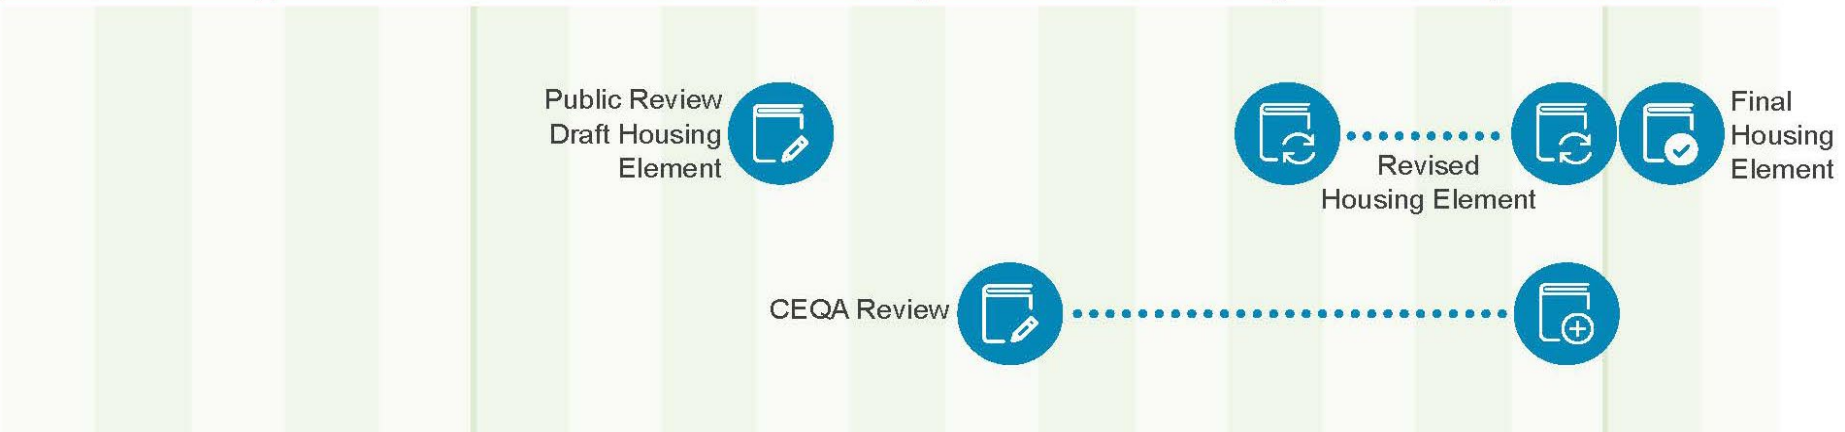 Public Review
Draft Housing
Element
Revised
Housing Element
Final
Housing
Element
CEQA Review